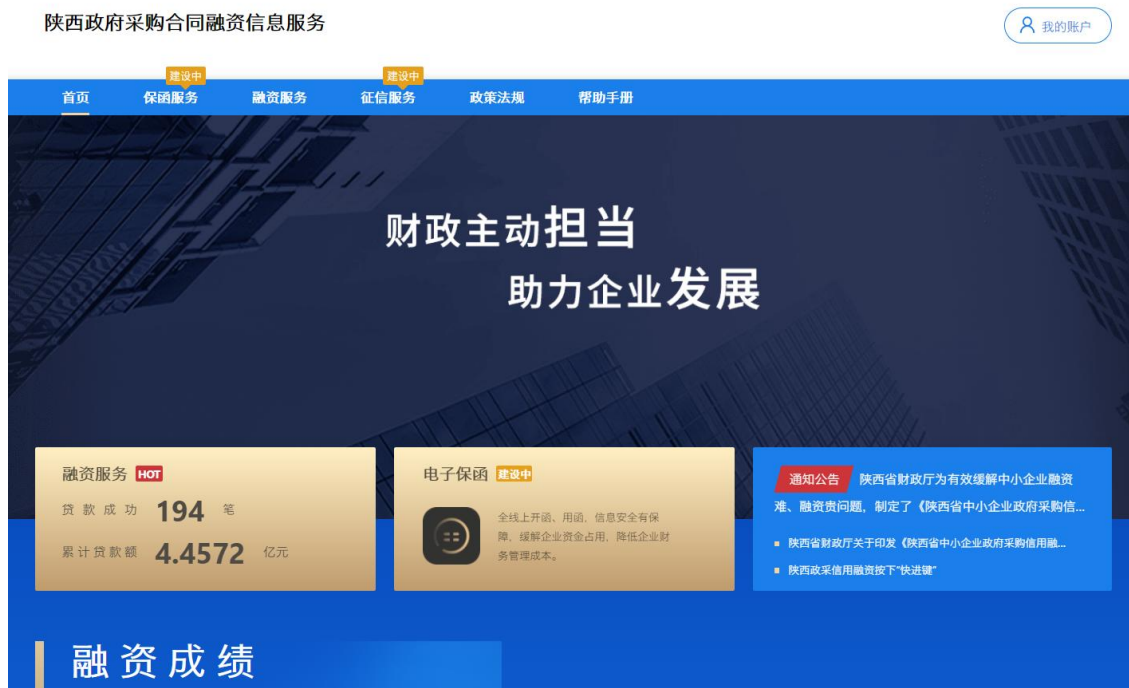 陕西政府采购合同融资信息服务
我的账户
建设中
建设中
首页
保函服务
融资服务
征信服务
政策法规
帮助手册
财政主动担当
助力企业发展
融资服务 HOT
贷款成功 194 笔
累计贷款额 4.4572 亿元
电子保函 建设中
全线上开函、用函，信息安全有保
障，缓解企业资金占用，降低企业财
务管理成本。
通知公告 陕西省财政厅为有效缓解中小企业融资
难、融资贵问题，制定了《陕西省中小企业政府采购信...
陕西省财政厅关于印发《陕西省中小企业政府采购信用融...
陕西政采信用融资按下“快进键”
融资成绩